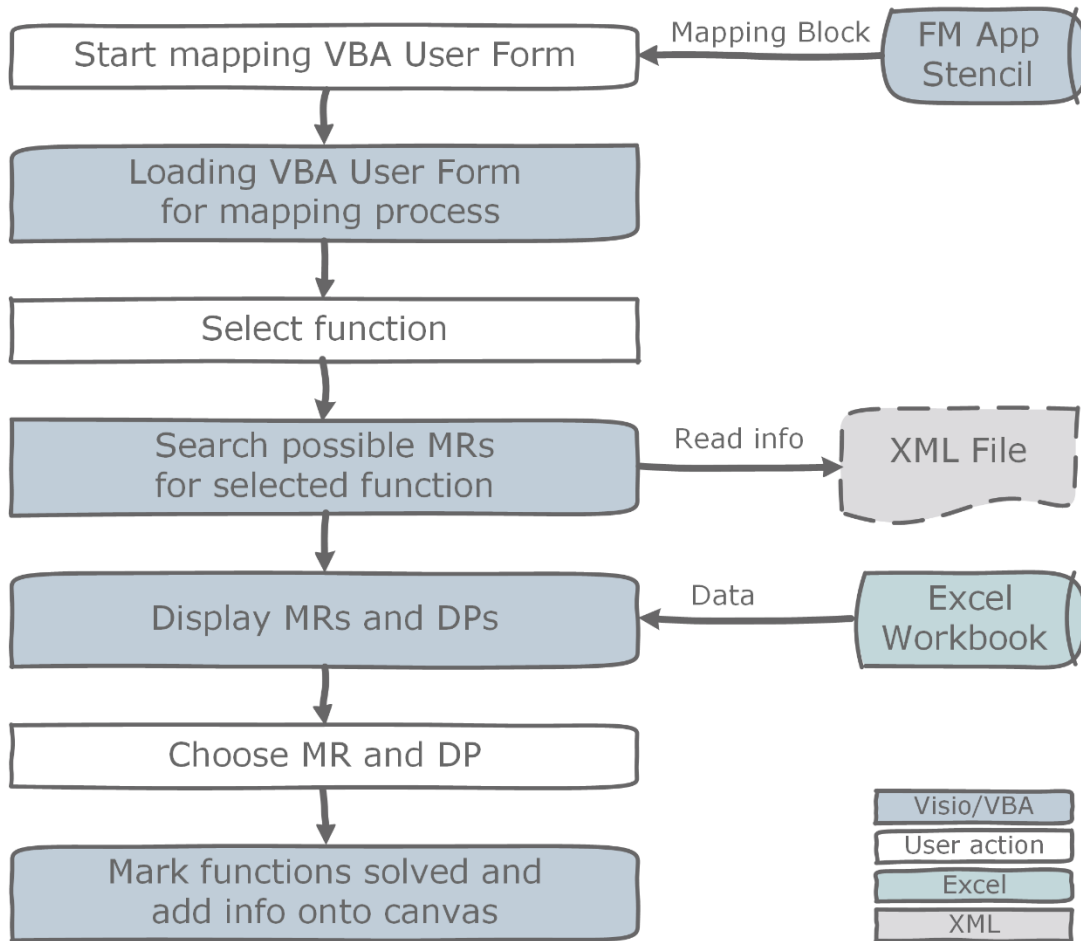 Start mapping VBA User Form
Mapping Block
FM App
Stencil
Loading VBA User Form
for mapping process
Select function
Search possible MRs
for selected function
Read info
XML File
Display MRs and DPs
Data
Excel
Workbook
Choose MR and DP
Mark functions solved and
add info onto canvas
Visio/VBA
User action
Excel
XML